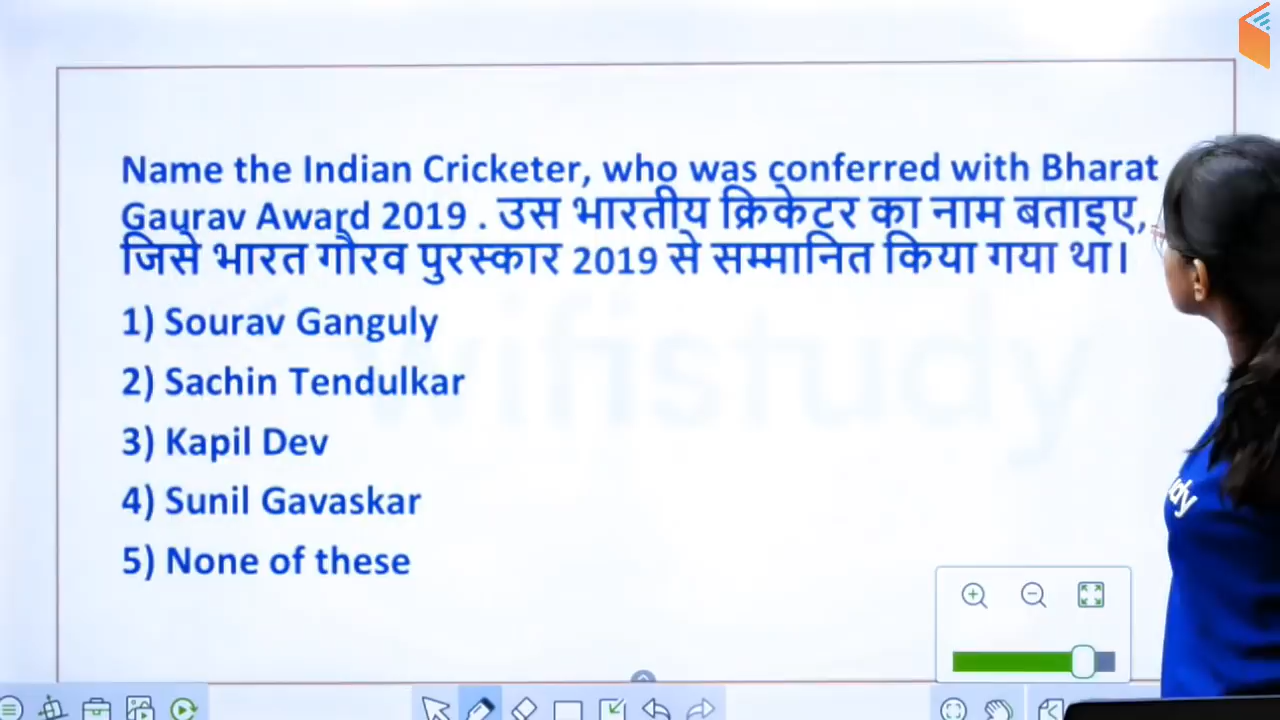 Name the Indian Cricketer, who was conferred with Bharat
Gaurav Award 2019 . उस भारतीय क्रिकेटर का नाम बताइए,
जिसे भारत गौरव पुरस्कार 2019 से सम्मानित किया गया था।
1) Sourav Ganguly
2) Sachin Tendulkar
3) Kapil Dev
4) Sunil Gavaskar
5) None of these
wifistudy